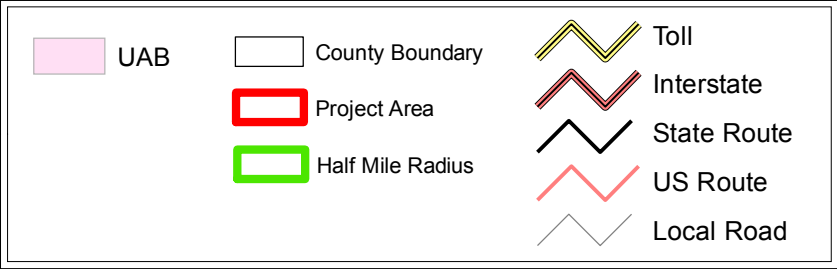 UAB
County Boundary
Project Area
Half Mile Radius
Toll
Interstate
State Route
US Route
Local Road